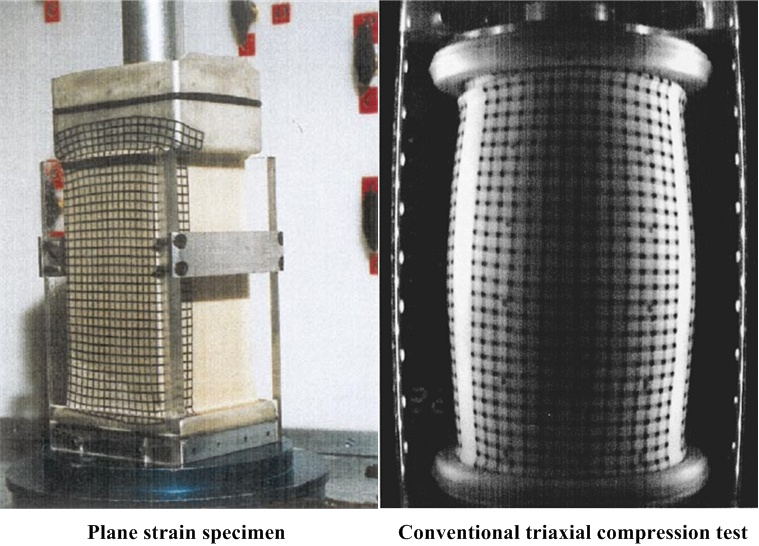 Plane strain specimen
Conventional triaxial compression test